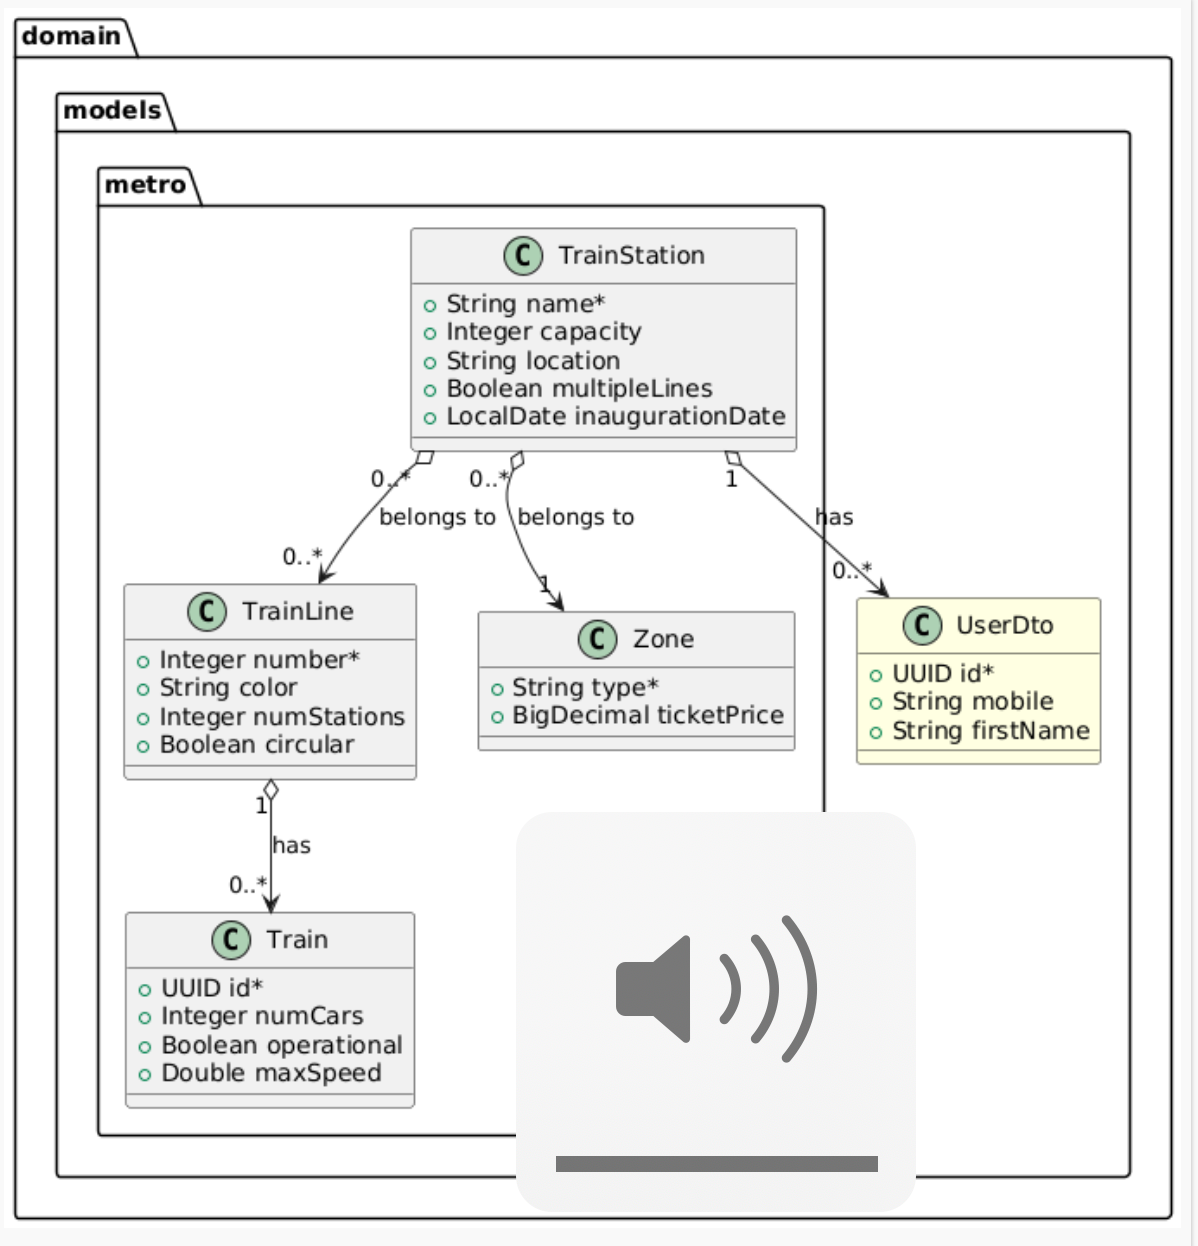 domain
models
metro
C TrainStation
String name*
Integer capacity
String location
Boolean multipleLines
LocalDate inaugurationDate
0..*
0..*
1
belongs to
belongs to
has
0..*
1
0..*
C TrainLine
Integer number*
String color
Integer numStations
Boolean circular
C Zone
String type*
BigDecimal ticketPrice
C UserDto
UUID id*
String mobile
String firstName
1
has
0..*
C Train
UUID id*
Integer numCars
Boolean operational
Double maxSpeed